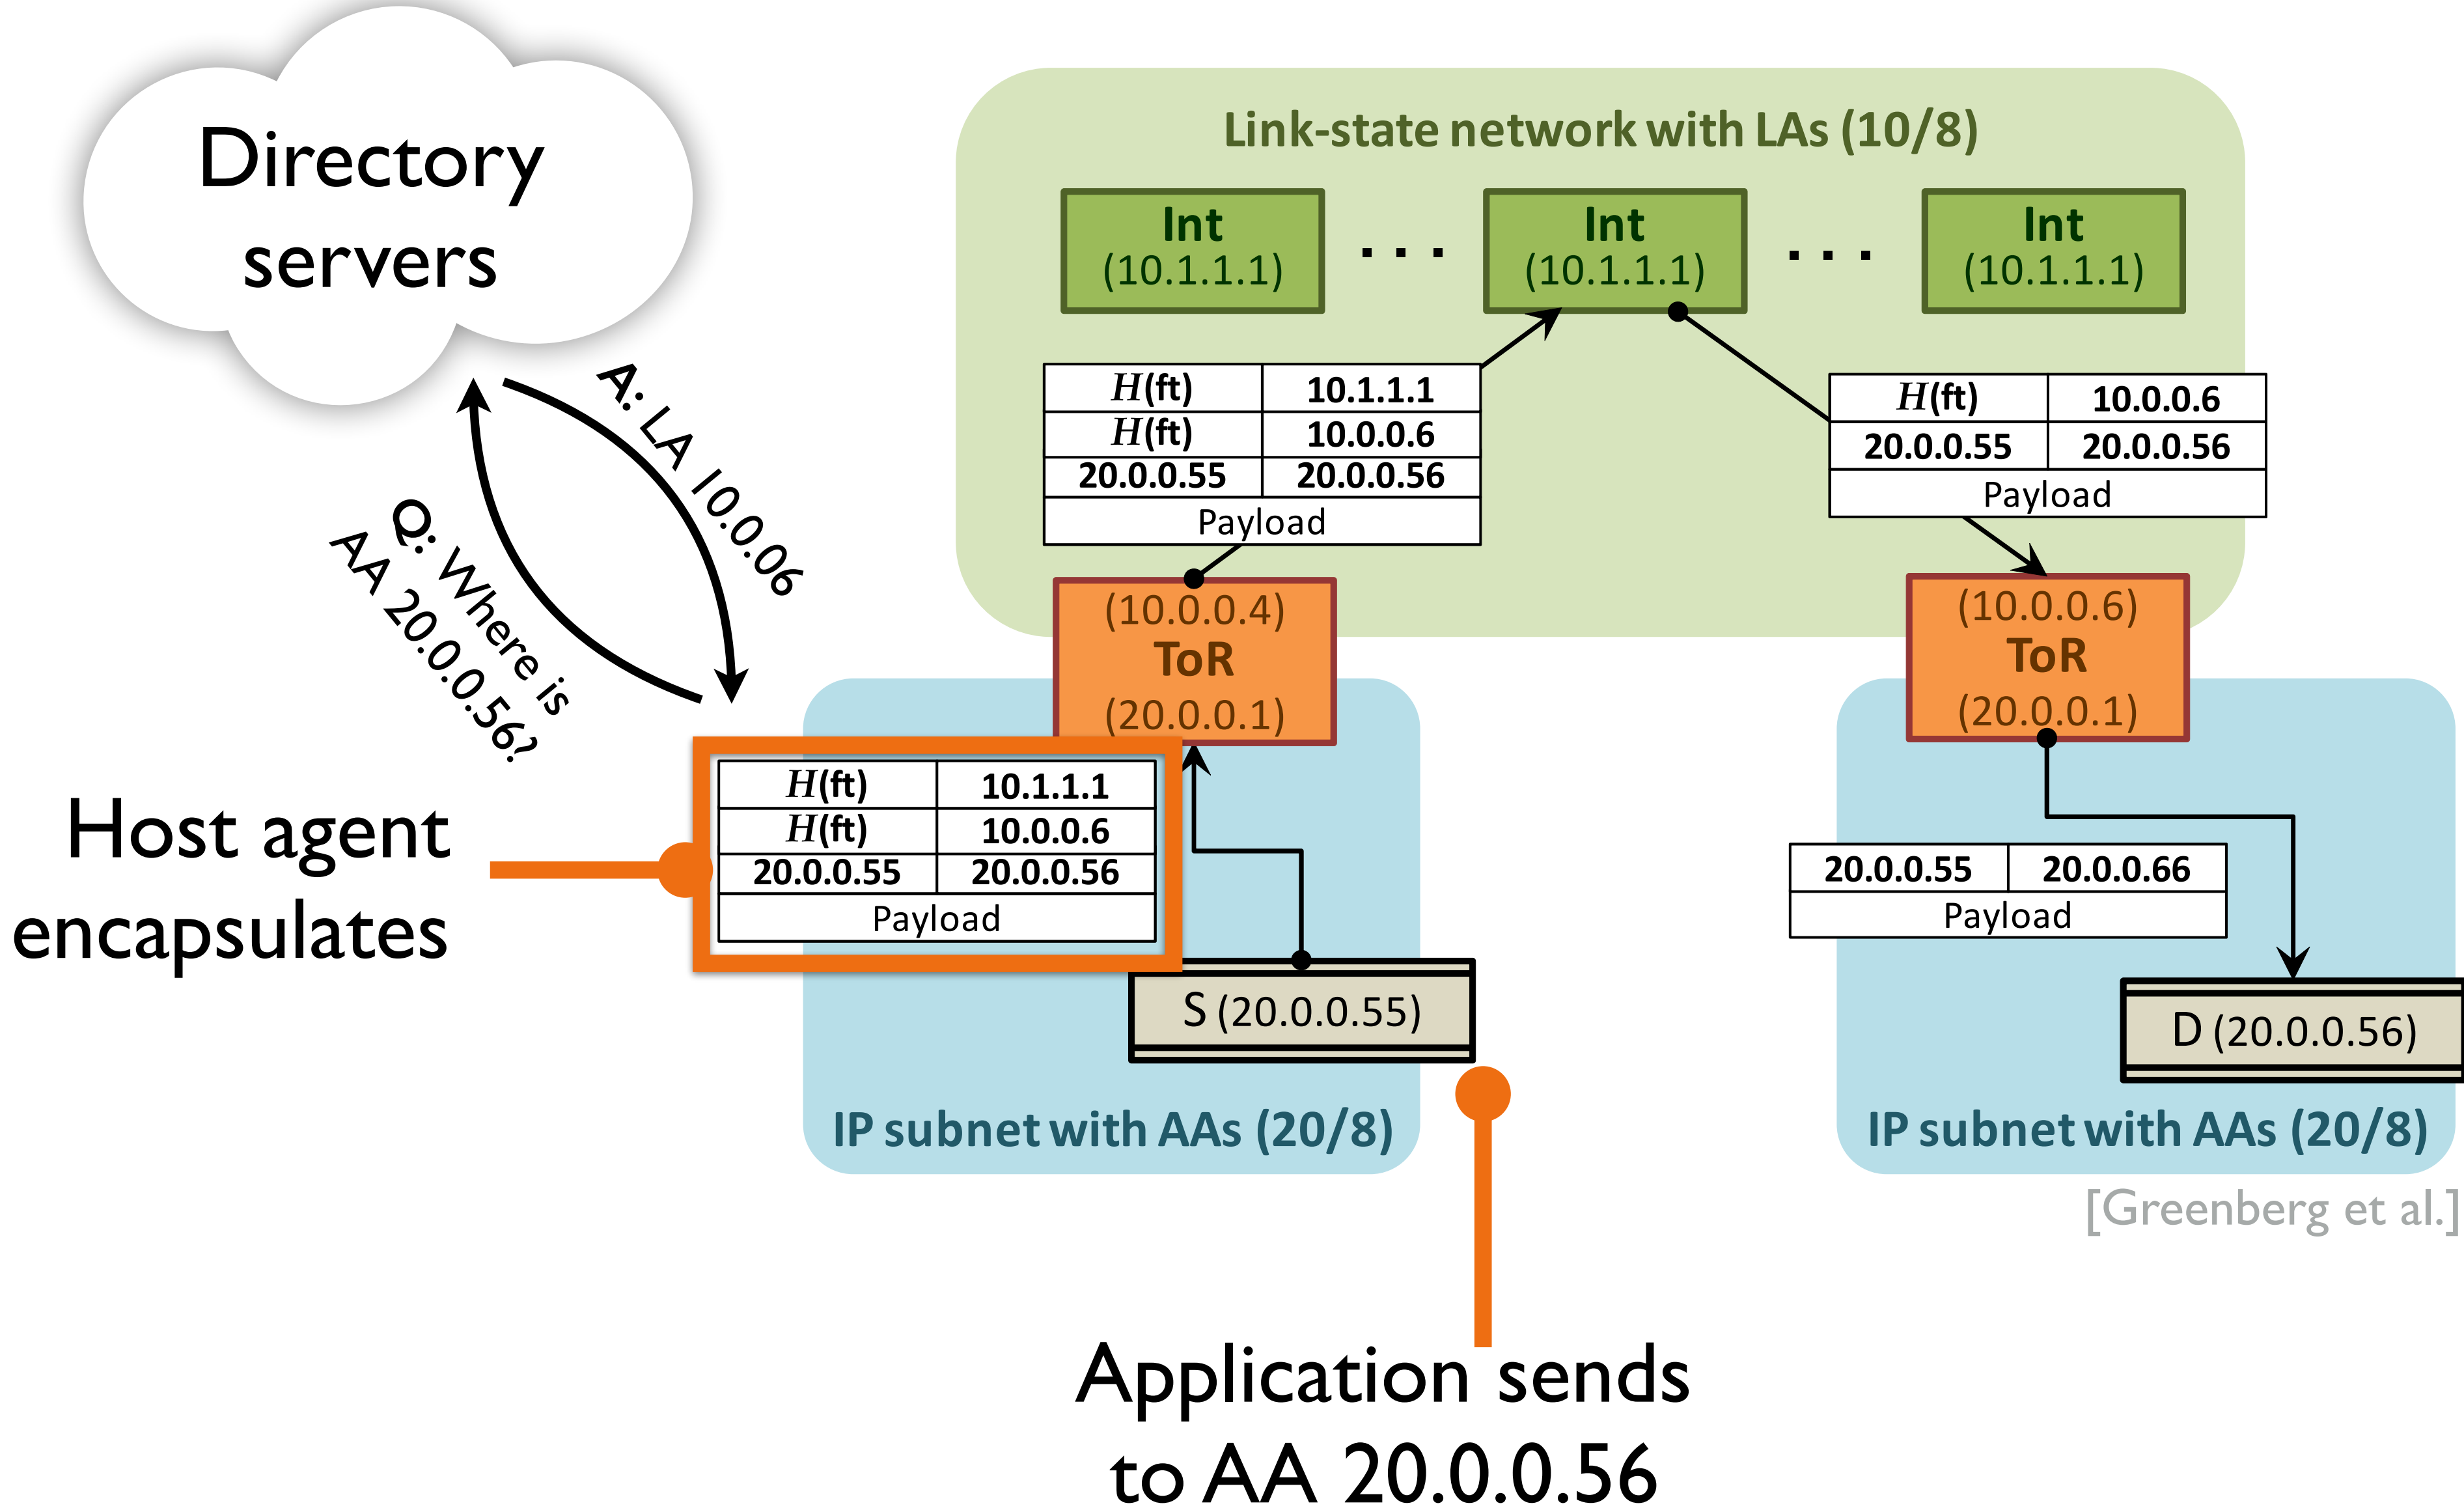 Directory
servers
A: LA 10.0.06
Q: Where is
AA 20.0.0.56?
Link-state network with LAs (10/8)
Int
(10.1.1.1)
. . .
Int
(10.1.1.1)
. . .
Int
(10.1.1.1)
H(ft) 10.1.1.1
H(ft) 10.0.0.6
20.0.0.55 20.0.0.56
Payload
H(ft) 10.0.0.6
20.0.0.55 20.0.0.56
Payload
(10.0.0.4)
ToR
(20.0.0.1)
(10.0.0.6)
ToR
(20.0.0.1)
Host agent
encapsulates
H(ft) 10.1.1.1
H(ft) 10.0.0.6
20.0.0.55 20.0.0.56
Payload
20.0.0.55 20.0.0.66
Payload
S (20.0.0.55)
D (20.0.0.56)
IP subnet with AAs (20/8)
IP subnet with AAs (20/8)
[Greenberg et al.]
Application sends
to AA 20.0.0.56